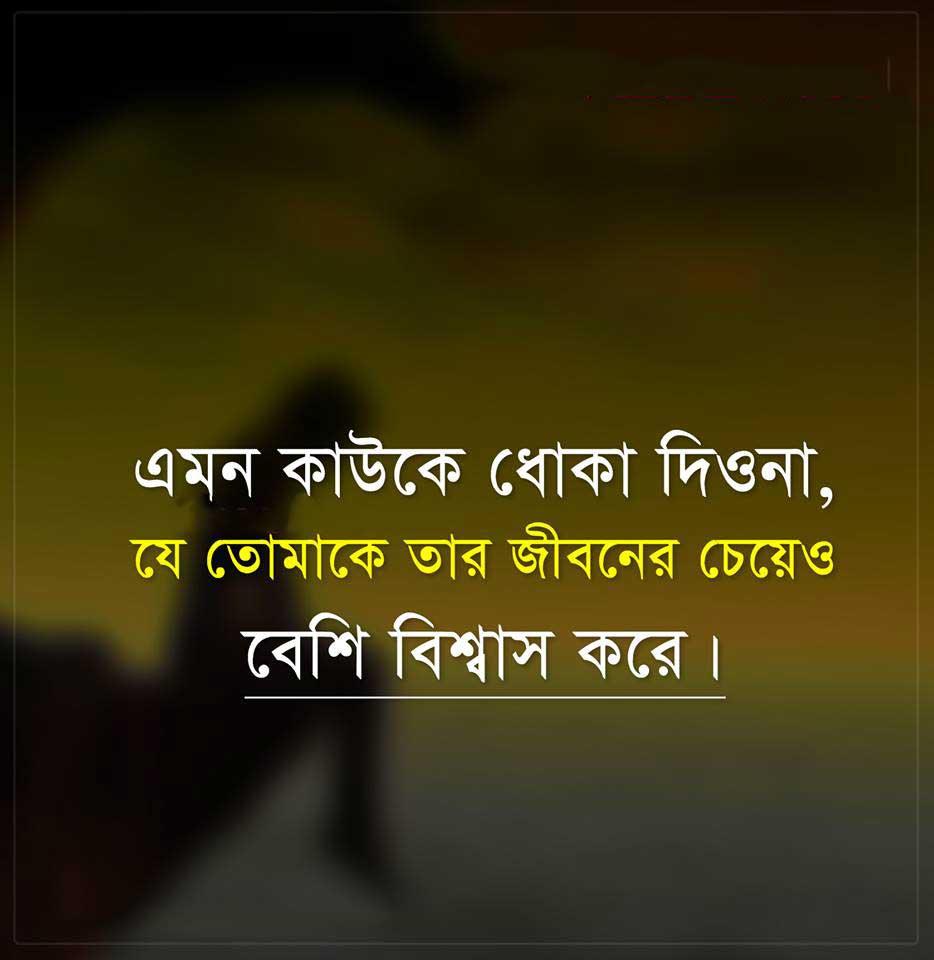 এমন কাউকে ধোকা দিওনা,
যে তোমাকে তার জীবনের চেয়েও
বেশি বিশ্বাস করে।